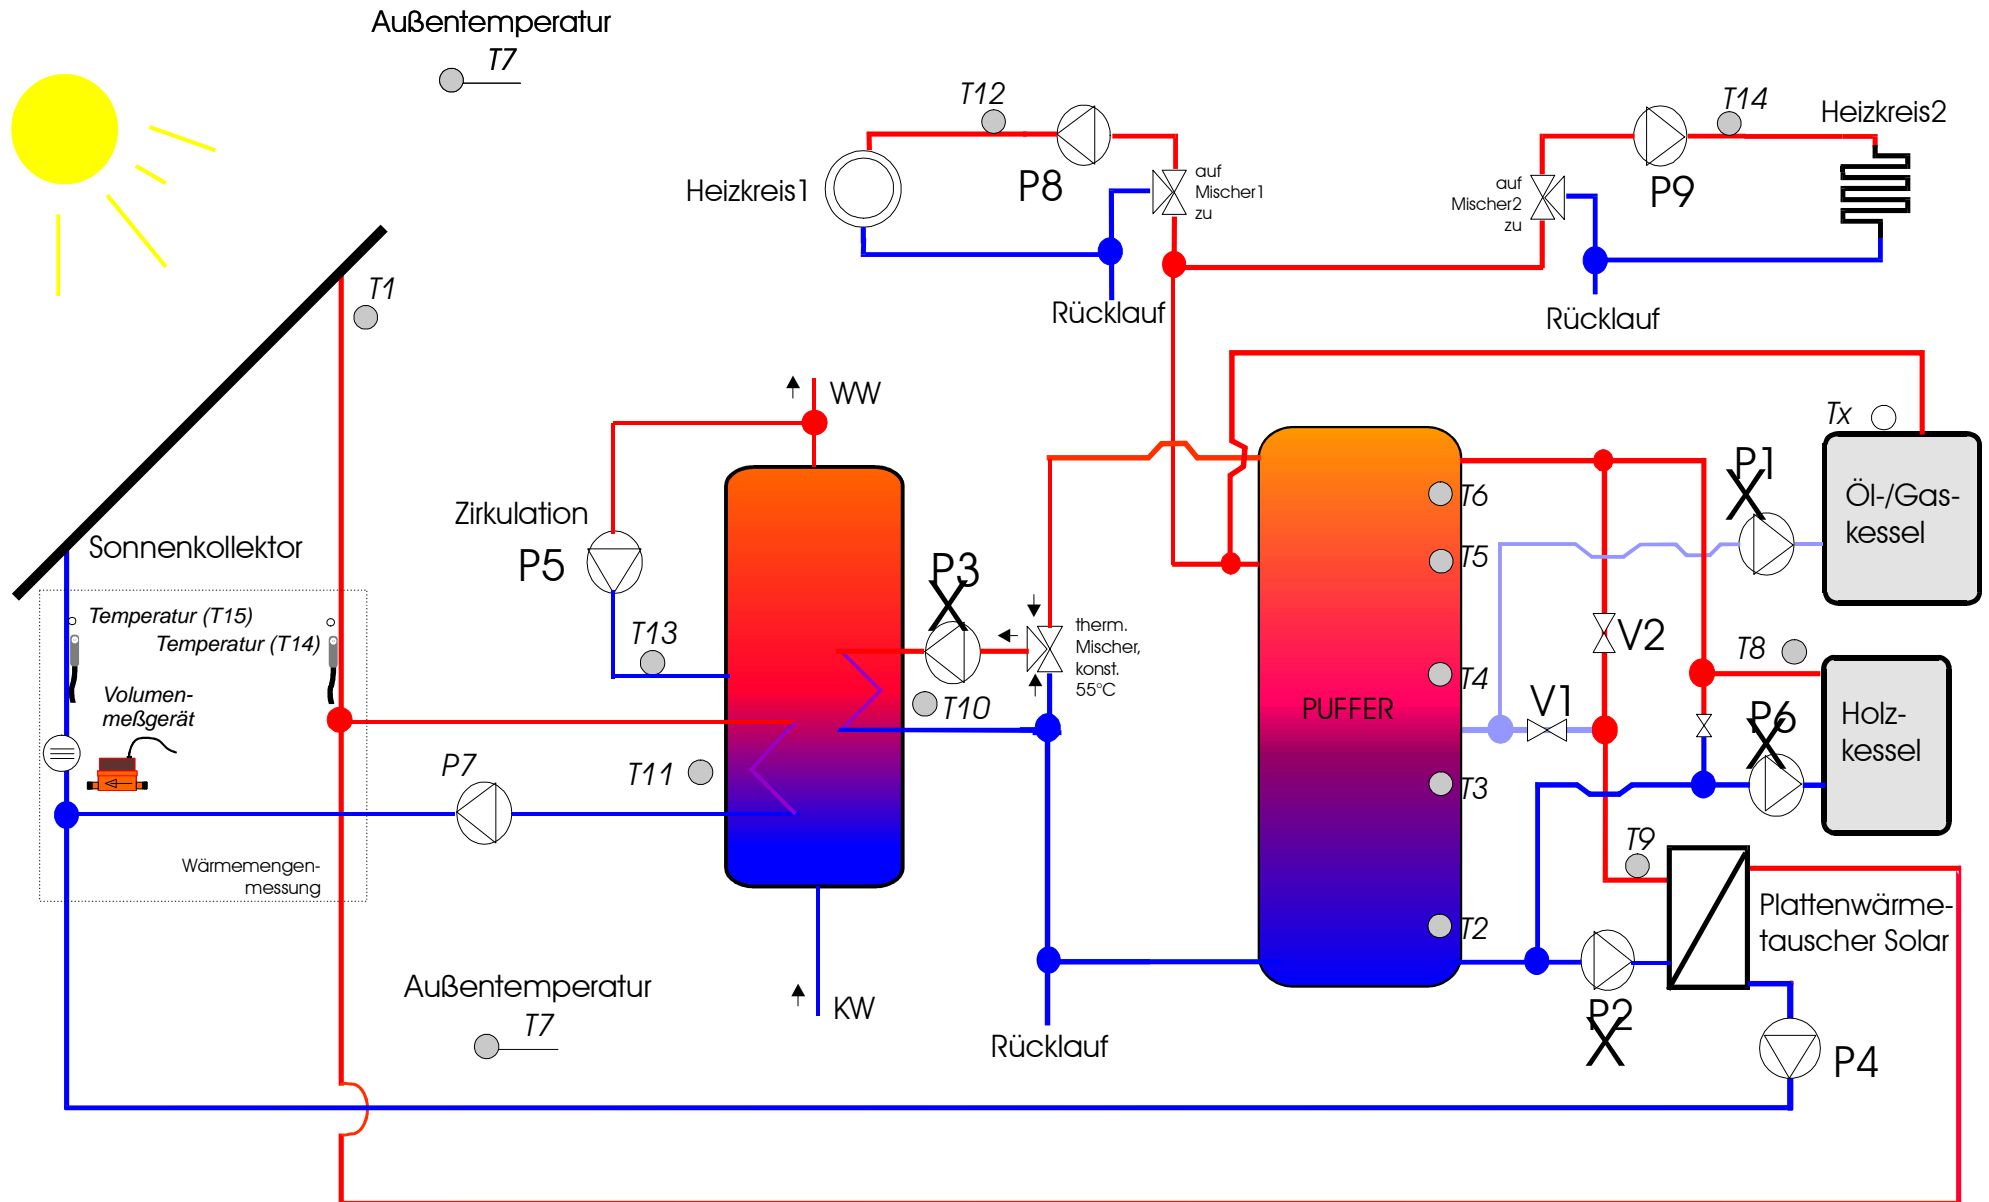 Außentemperatur
T7
T12
T14
Heizkreis2
Heizkreis1
P8
auf
Mischer1
zu
auf
Mischer2
zu
P9
T1
Rücklauf
Rücklauf
WW
Tx
Zirkulation
P5
T6
P1
X
Öl-/Gas-
kessel
Sonnenkollektor
T5
P3
X
Temperatur (T15)
Temperatur (T14)
T13
therm.
Mischer,
konst.
55°C
V2
T8
T4
Volumen-
meßgerät
T10
PUFFER
V1
P6
X
Holz-
kessel
P7
T11
T3
Wärmemengen-
messung
T9
Plattenwärme-
tauscher Solar
T2
Außentemperatur
T7
KW
Rücklauf
P2
X
P4